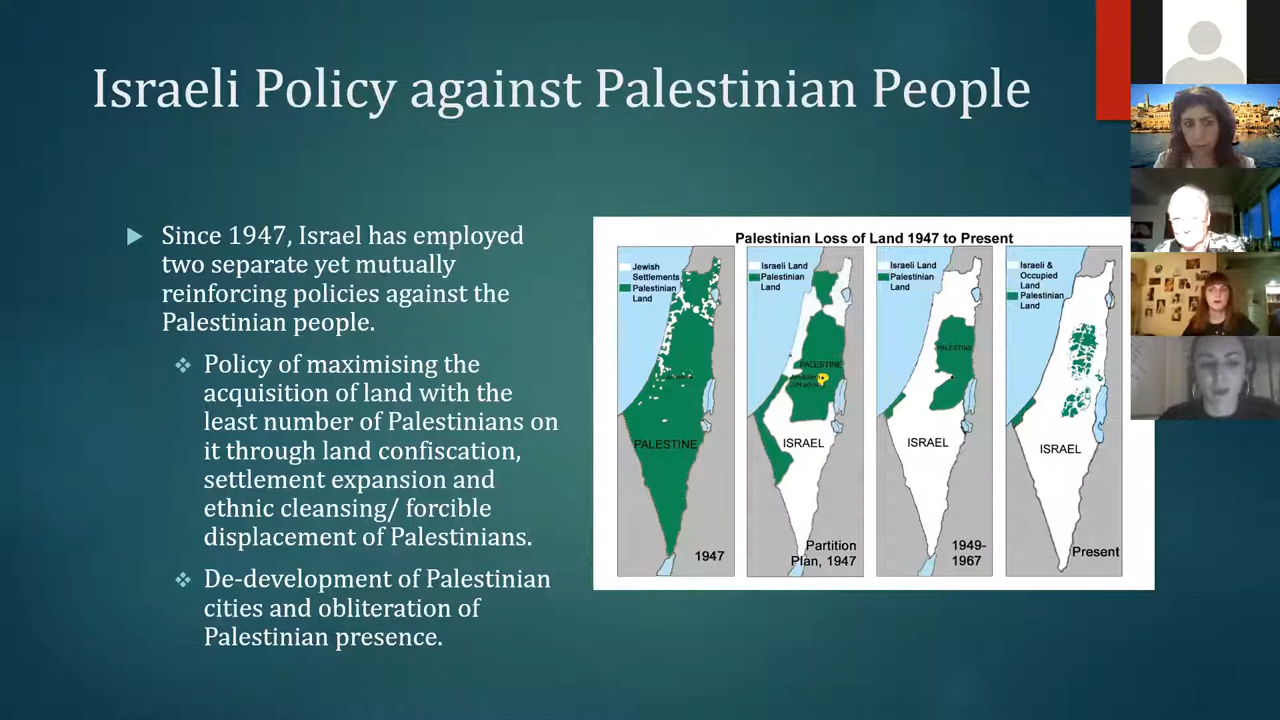 Israeli Policy against Palestinian People
Since 1947, Israel has employed
two separate yet mutually
reinforcing policies against the
Palestinian people.
Policy of maximising the
acquisition of land with the
least number of Palestinians on
it through land confiscation,
settlement expansion and
ethnic cleansing/ forcible
displacement of Palestinians.
De-development of Palestinian
cities and obliteration of
Palestinian presence.
Palestinian Loss of Land 1947 to Present
Jewish
Settlements
Palestinian
Land
PALESTINE
1947
Israeli Land
Palestinian
Land
PALESTINE
ISRAEL
Partition
Plan, 1947
Israeli Land
Palestinian
Land
PALESTINE
ISRAEL
1949-
1967
Israeli &
Occupied
Land
Palestinian
Land
ISRAEL
Present